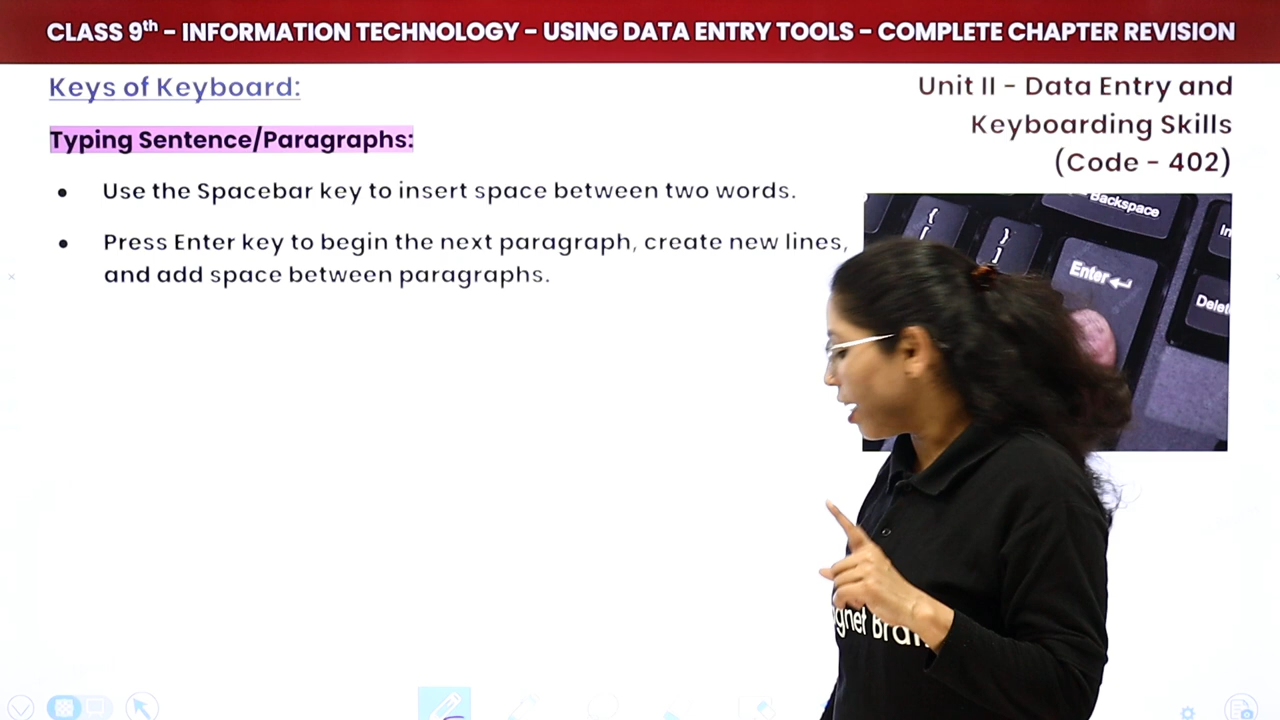 CLASS 9th - INFORMATION TECHNOLOGY - USING DATA ENTRY TOOLS - COMPLETE CHAPTER REVISION
Keys of Keyboard:
Unit II - Data Entry and
Keyboarding Skills
(Code - 402)
Typing Sentence/Paragraphs:
• Use the Spacebar key to insert space between two words.
• Press Enter key to begin the next paragraph, create new lines,
and add space between paragraphs.
Backspace
{
[
}
]
Enter